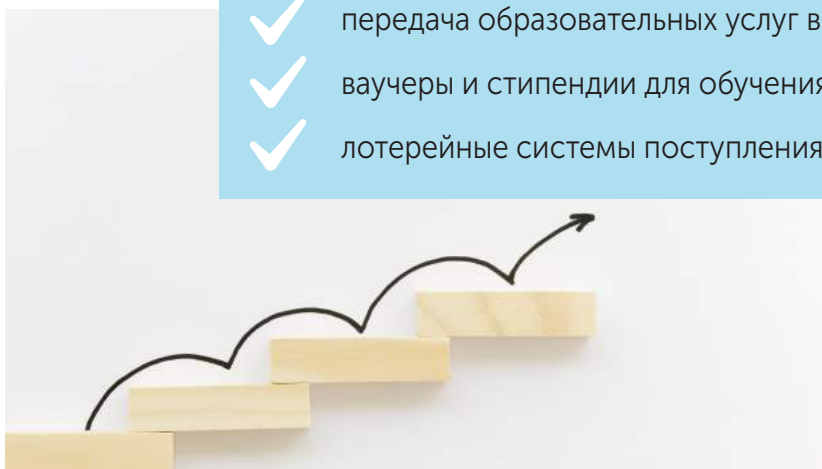 передача образовательных услуг в
ваучеры и стипендии для обучения
лотерейные системы поступления